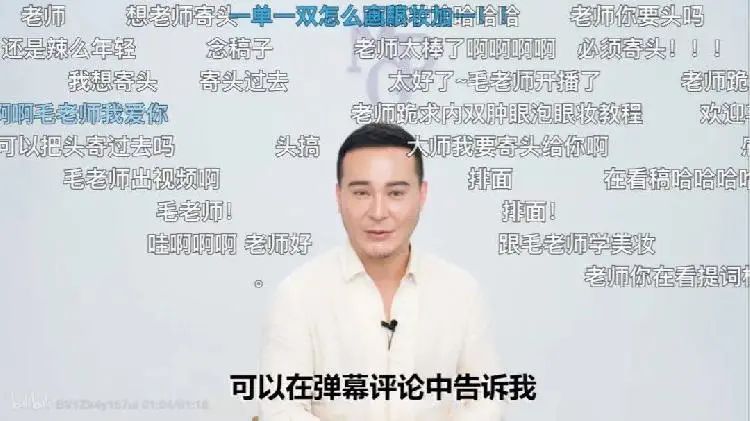 老师 想老师寄头 一单一双怎么画眼妆 哈哈哈 老师你要头吗
还是辣么年轻 念稿子 老师太棒了啊啊啊啊 必须寄头！！！
我想寄头 寄头过去 太好了~毛老师开播了 老师跪
啊啊毛老师我爱你 老师跪求内双肿眼泡眼妆教程 欢迎
可以把头寄过去吗 头搞 大师我要寄头给你啊
毛老师出视频啊 排面 在看稿哈哈哈哈
毛老师！ 排面！
哇啊啊啊 老师好 跟毛老师学美妆
。 老师你在看提词
可以在弹幕评论中告诉我
bilibili